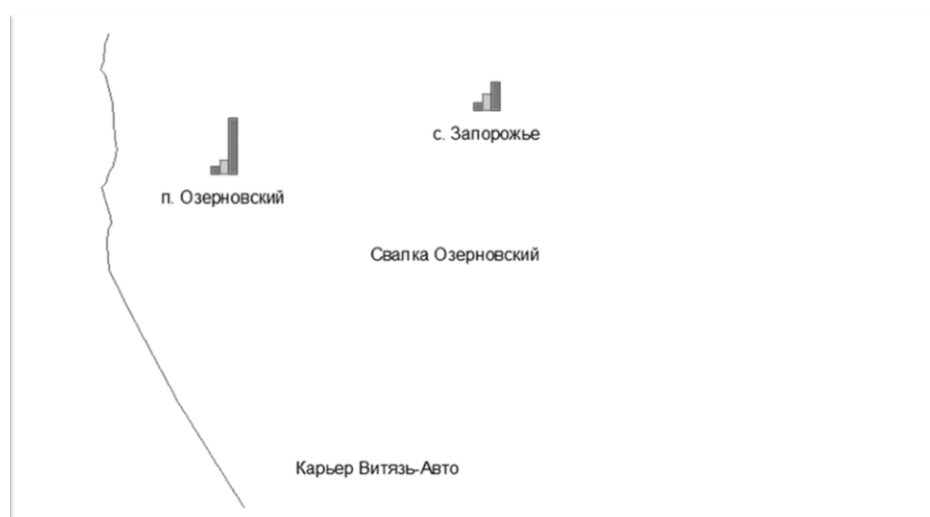 с. Запорожье
п. Озерновский
Свалка Озерновский
Карьер Витязь-Авто